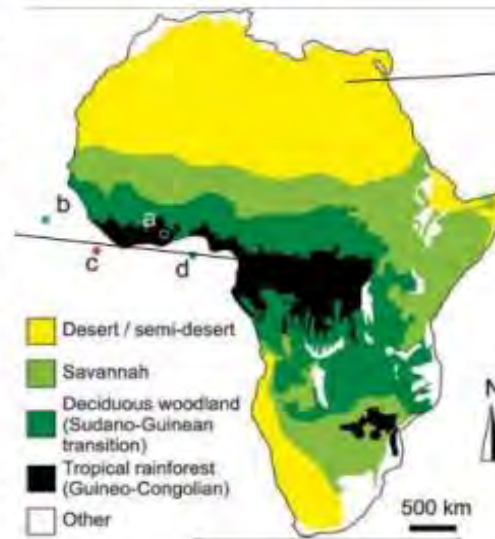 a
b
c
d
Desert / semi-desert
Savannah
Deciduous woodland
(Sudano-Guinean
transition)
Tropical rainforest
(Guineo-Congolian)
Other
N
500 km